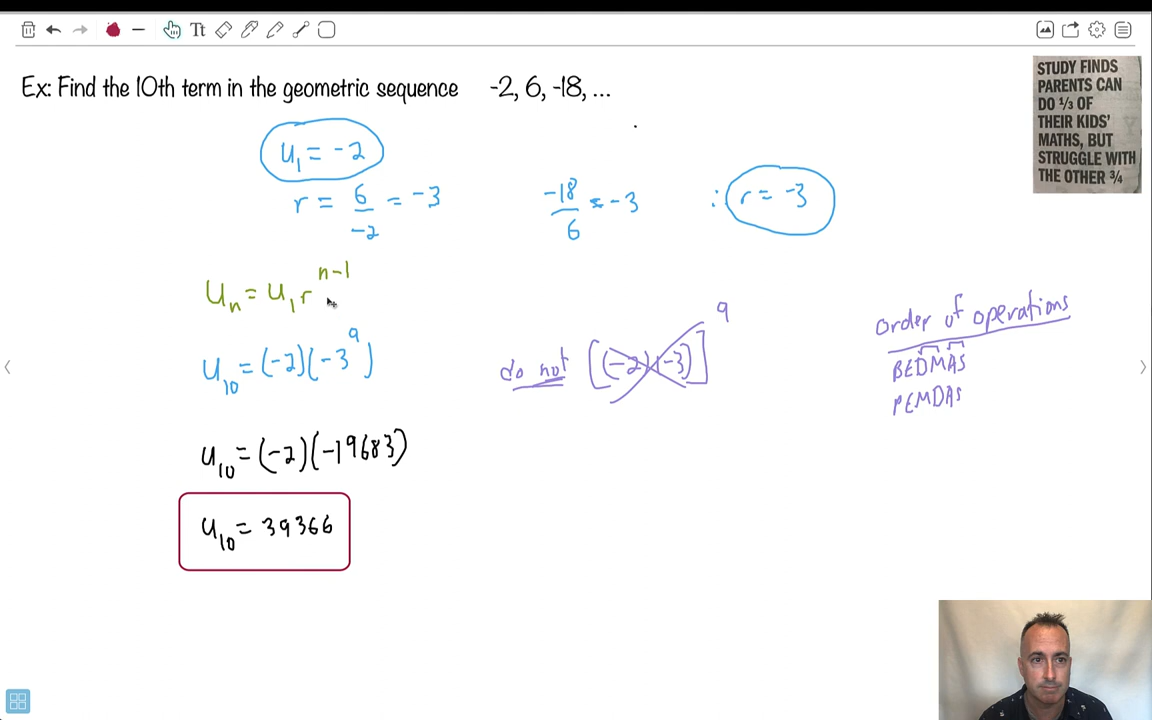 Tt
Ex: Find the 10th term in the geometric sequence -2, 6, -18, ...
STUDY FINDS
PARENTS CAN
DO ⅓ OF
THEIR KIDS'
MATHS, BUT
STRUGGLE WITH
THE OTHER ¾
u₁ = -2
r = 6/-2 = -3
-18/6 = -3
∴ r = -3
uₙ = u₁ rⁿ⁻¹
u₁₀ = (-2)(-3⁹)
do not [(-2)(-3)]⁹
u₁₀ = (-2)(-19683)
u₁₀ = 39366
Order of operations
BEDMAS
PEMDAS